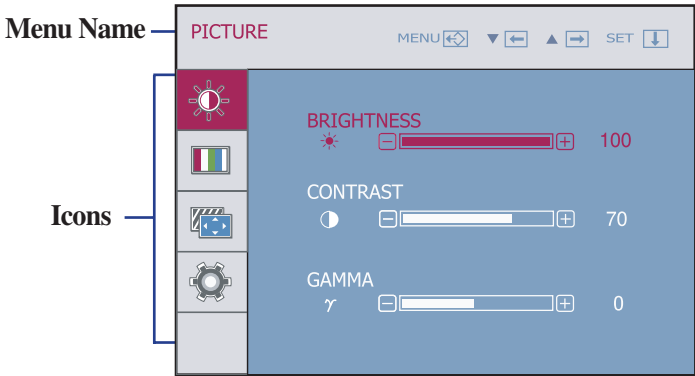 Menu Name
PICTURE
MENU ▼ ▲ SET
BRIGHTNESS
100
Icons
CONTRAST
70
GAMMA
γ 0